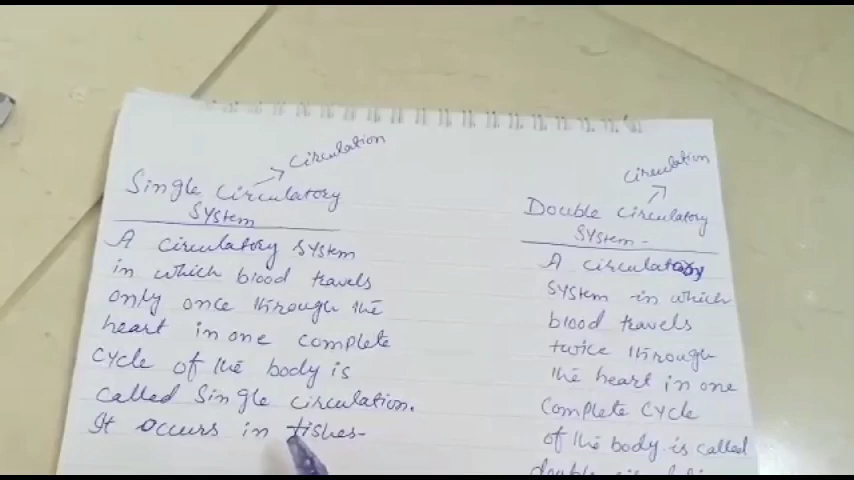 Circulation
Single Circulatory
System
A circulatory system
in which blood travels
only once through the
heart in one complete
cycle of the body is
called Single circulation.
It occurs in fishes-
Circulation
Double Circulatory
System-
A circulatory
system in which
blood travels
twice through
the heart in one
complete cycle
of the body is called
double